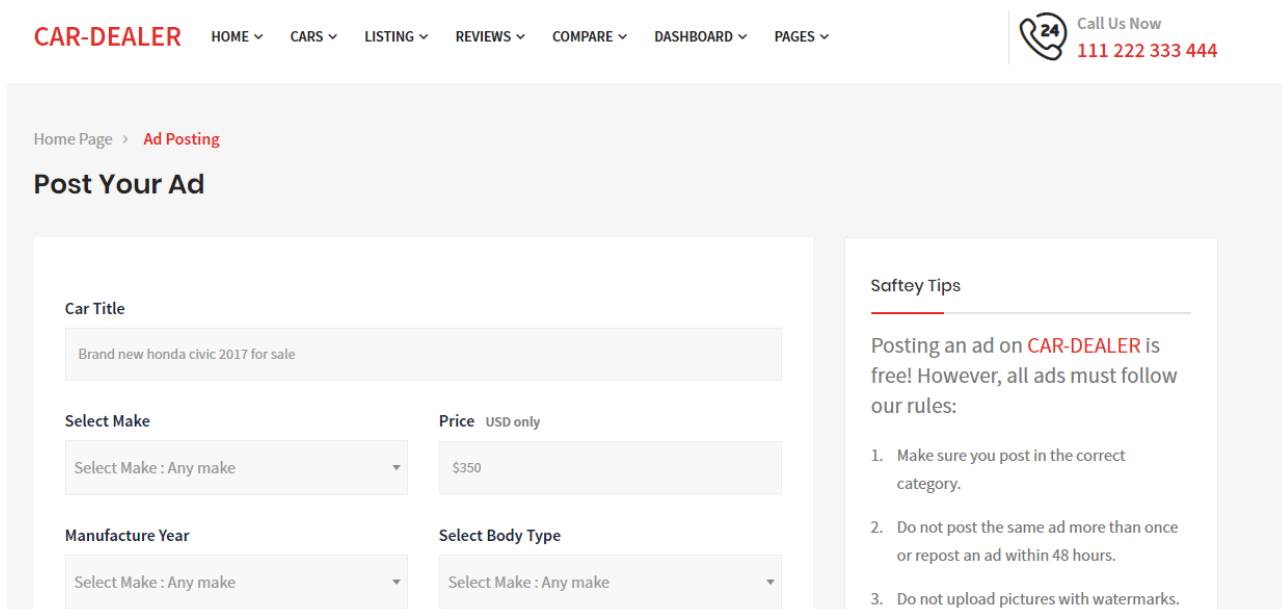 CAR-DEALER HOME CARS LISTING REVIEWS COMPARE DASHBOARD PAGES
24
Call Us Now
111 222 333 444
Home Page > Ad Posting
Post Your Ad
Car Title
Brand new honda civic 2017 for sale
Select Make
Select Make : Any make
Price USD only
$350
Manufacture Year
Select Make : Any make
Select Body Type
Select Make : Any make
Saftey Tips
Posting an ad on CAR-DEALER is
free! However, all ads must follow
our rules:
1. Make sure you post in the correct
category.
2. Do not post the same ad more than once
or repost an ad within 48 hours.
3. Do not upload pictures with watermarks.